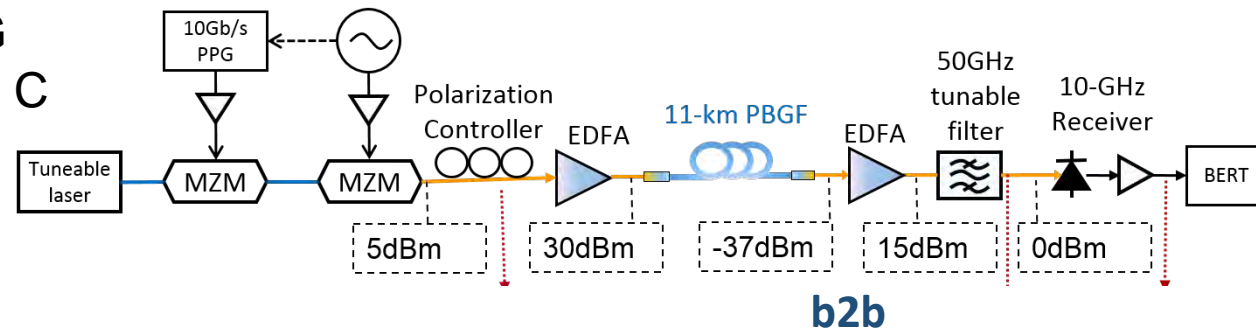 G
C
10Gb/s
PPG
Tuneable
laser
MZM
MZM
Polarization
Controller
EDFA
11-km PBGF
EDFA
50GHz
tunable
filter
10-GHz
Receiver
BERT
5dBm
30dBm
-37dBm
15dBm
0dBm
b2b